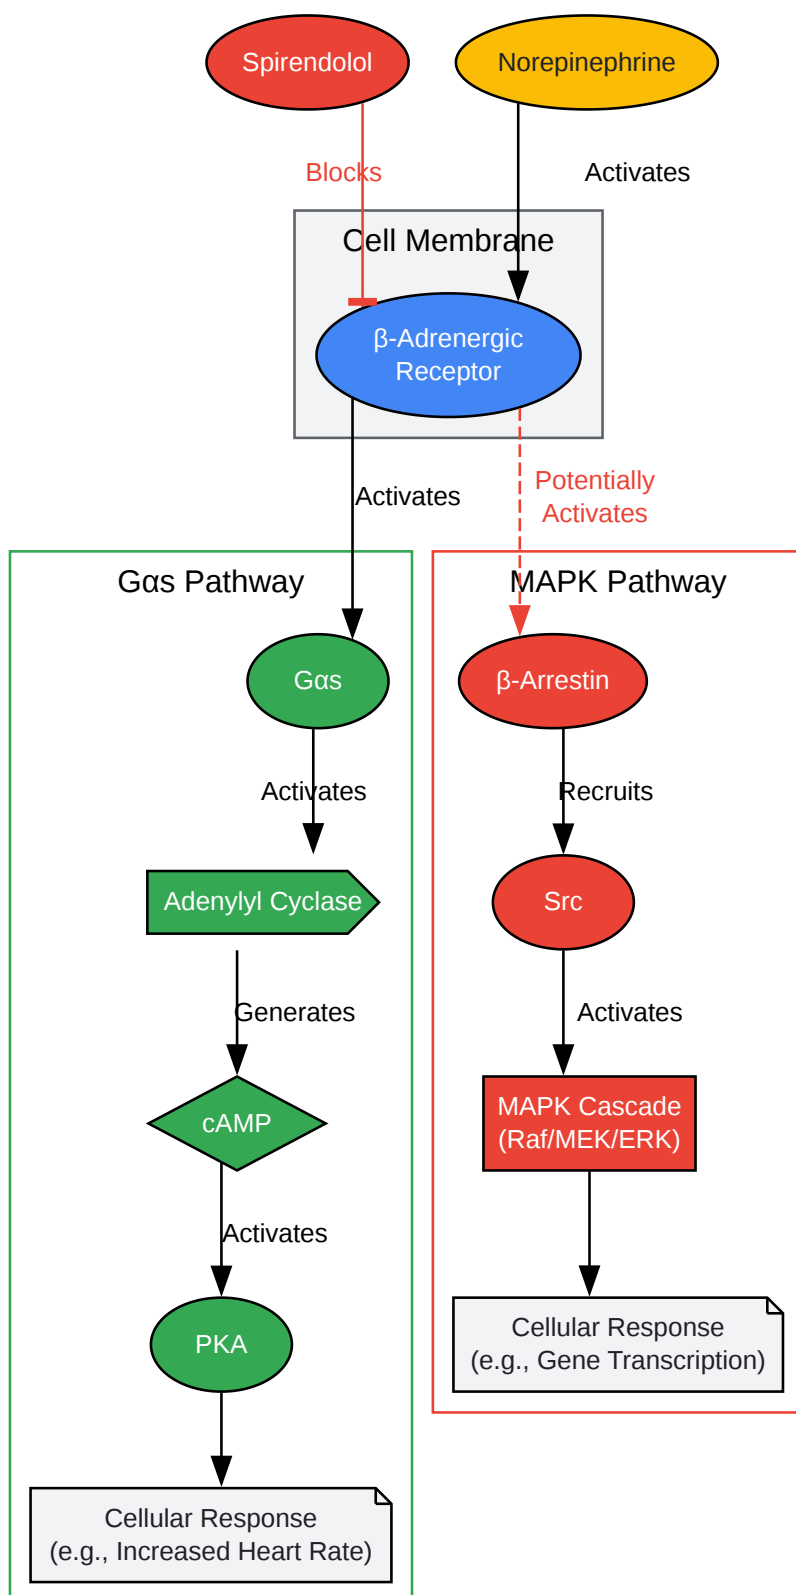 Spirendolol
Norepinephrine
Blocks
Activates
Cell Membrane
β-Adrenergic
Receptor
Activates
Potentially
Activates
Gαs Pathway
MAPK Pathway
Gαs
β-Arrestin
Activates
Recruits
Adenylyl Cyclase
Src
Generates
Activates
cAMP
MAPK Cascade
(Raf/MEK/ERK)
Activates
PKA
Cellular Response
(e.g., Gene Transcription)
Cellular Response
(e.g., Increased Heart Rate)